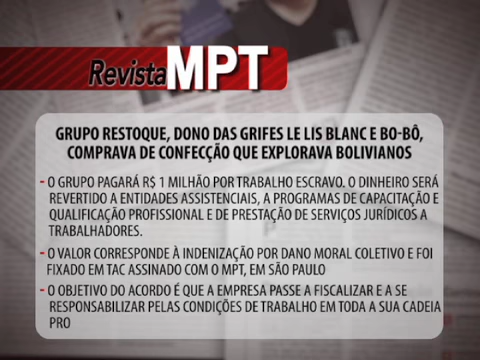 Revista MPT
GRUPO RESTOQUE, DONO DAS GRIFES LE LIS BLANC E BO-BÔ,
COMPRAVA DE CONFECÇÃO QUE EXPLORAVA BOLIVIANOS
- O GRUPO PAGARÁ R$ 1 MILHÃO POR TRABALHO ESCRAVO. O DINHEIRO SERÁ
REVERTIDO A ENTIDADES ASSISTENCIAIS, A PROGRAMAS DE CAPACITAÇÃO E
QUALIFICAÇÃO PROFISSIONAL E DE PRESTAÇÃO DE SERVIÇOS JURÍDICOS A
TRABALHADORES.
- O VALOR CORRESPONDE À INDENIZAÇÃO POR DANO MORAL COLETIVO E FOI
FIXADO EM TAC ASSINADO COM O MPT, EM SÃO PAULO
- O OBJETIVO DO ACORDO É QUE A EMPRESA PASSE A FISCALIZAR E A SE
RESPONSABILIZAR PELAS CONDIÇÕES DE TRABALHO EM TODA A SUA CADEIA
PRO